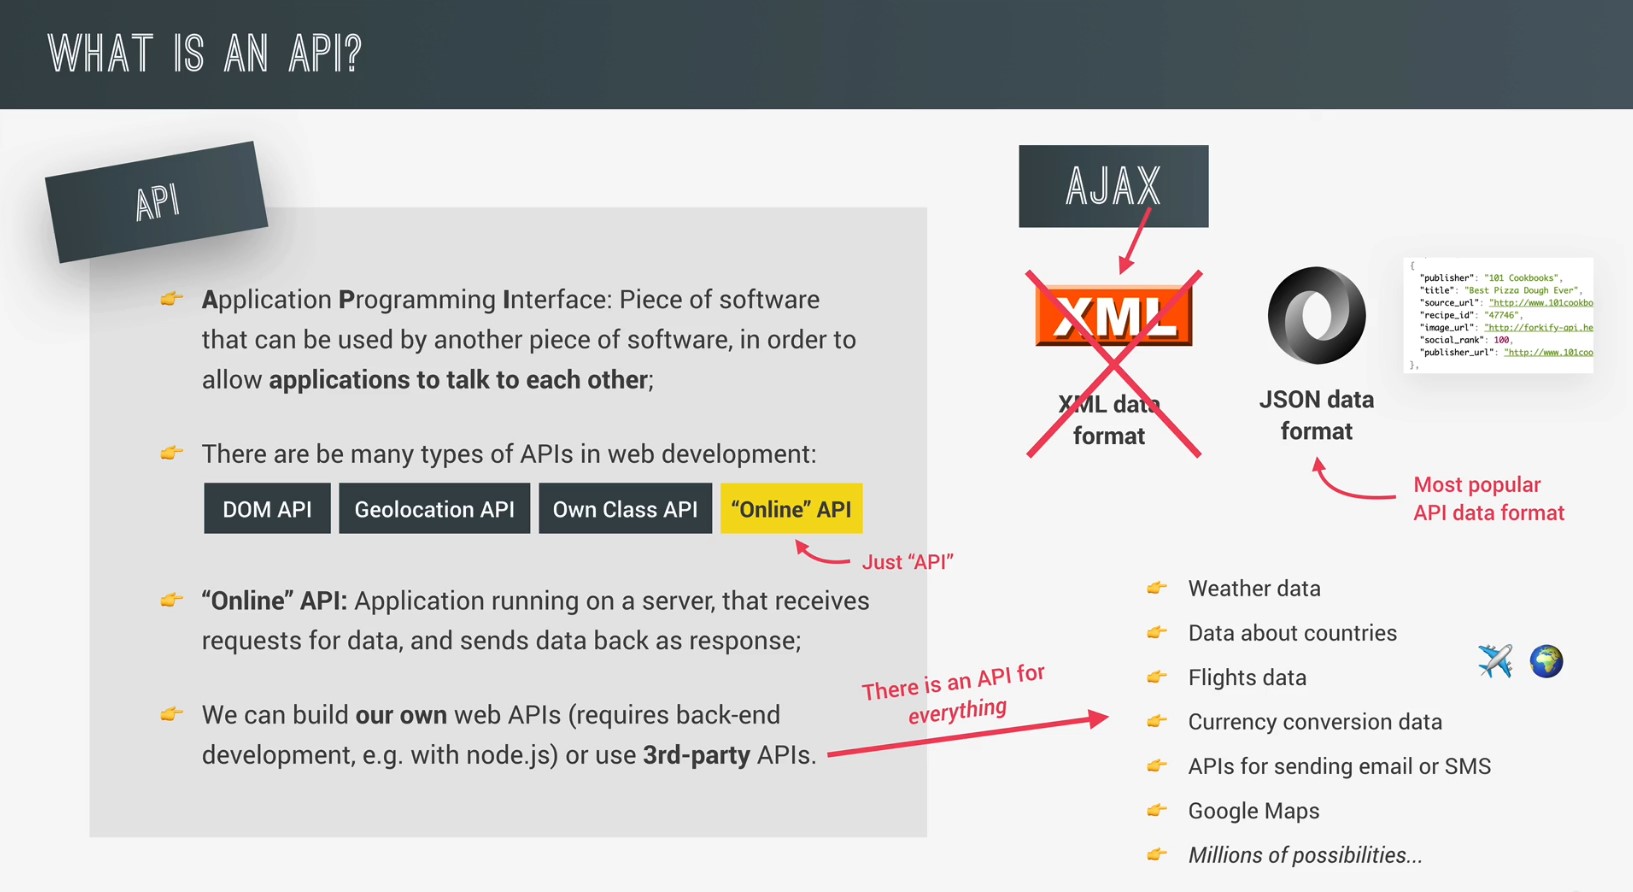 WHAT IS AN API?
API
Application Programming Interface: Piece of software
that can be used by another piece of software, in order to
allow applications to talk to each other;
There are be many types of APIs in web development:
DOM API
Geolocation API
Own Class API
“Online” API
Just “API”
“Online” API: Application running on a server, that receives
requests for data, and sends data back as response;
We can build our own web APIs (requires back-end
development, e.g. with node.js) or use 3rd-party APIs.
There is an API for
everything
AJAX
XML
XML data
format
JSON data
format
{
"publisher": "101 Cookbooks",
"title": "Best Pizza Dough Ever",
"source_url": "http://www.101cookbo
"recipe_id": "47746",
"image_url": "http://forkify-api.he
"social_rank": 100,
"publisher_url": "http://www.101coo
},
Most popular
API data format
Weather data
Data about countries
Flights data
Currency conversion data
APIs for sending email or SMS
Google Maps
Millions of possibilities...